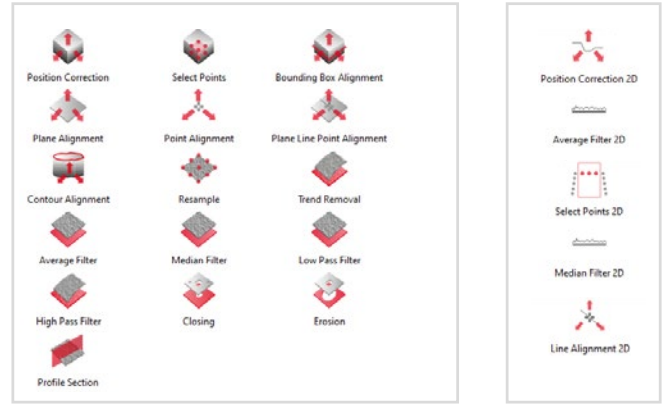 Position Correction
Select Points
Bounding Box Alignment
Plane Alignment
Point Alignment
Plane Line Point Alignment
Contour Alignment
Resample
Trend Removal
Average Filter
Median Filter
Low Pass Filter
High Pass Filter
Closing
Erosion
Profile Section
Position Correction 2D
Average Filter 2D
Select Points 2D
Median Filter 2D
Line Alignment 2D